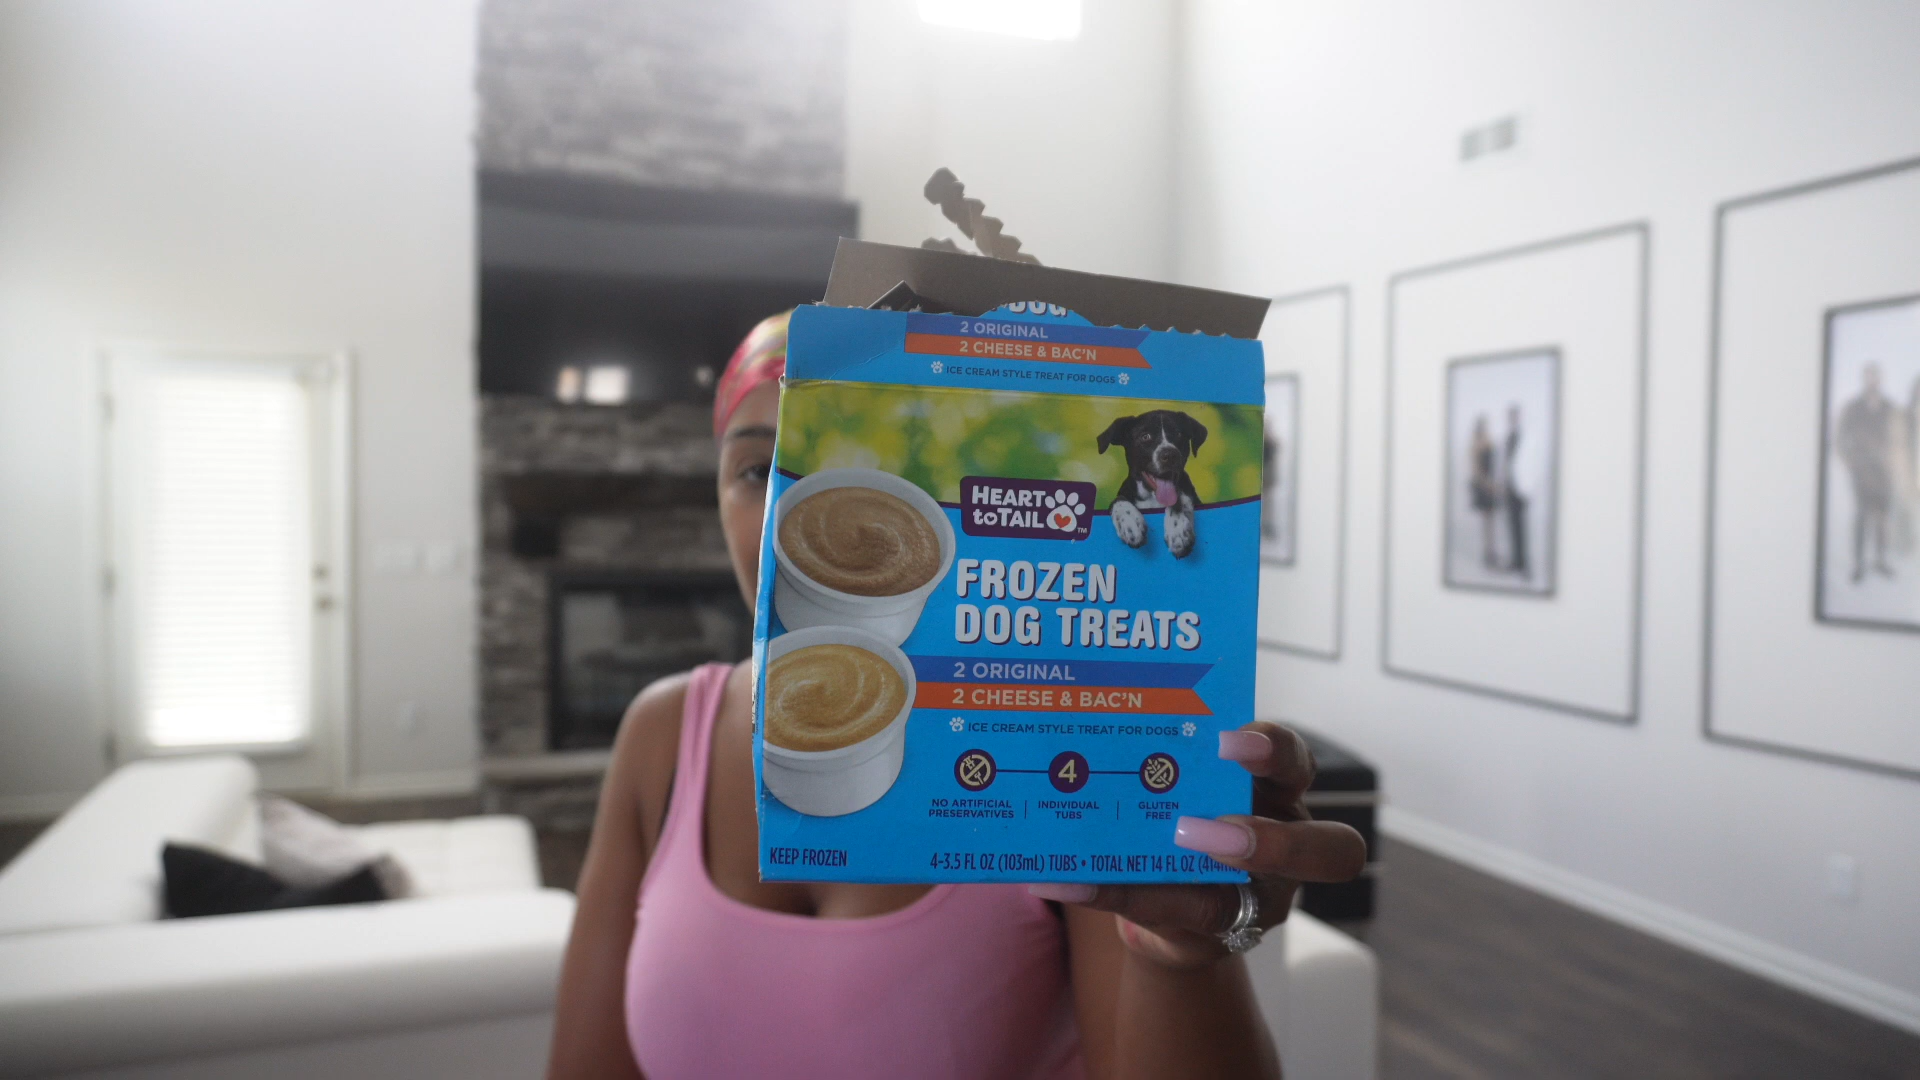 DOG
2 ORIGINAL
2 CHEESE & BAC'N
ICE CREAM STYLE TREAT FOR DOGS
HEART
to TAIL
TM
FROZEN
DOG TREATS
2 ORIGINAL
2 CHEESE & BAC'N
ICE CREAM STYLE TREAT FOR DOGS
4
NO ARTIFICIAL
PRESERVATIVES
INDIVIDUAL
TUBS
GLUTEN
FREE
KEEP FROZEN
4-3.5 FL OZ (103mL) TUBS • TOTAL NET 14 FL OZ